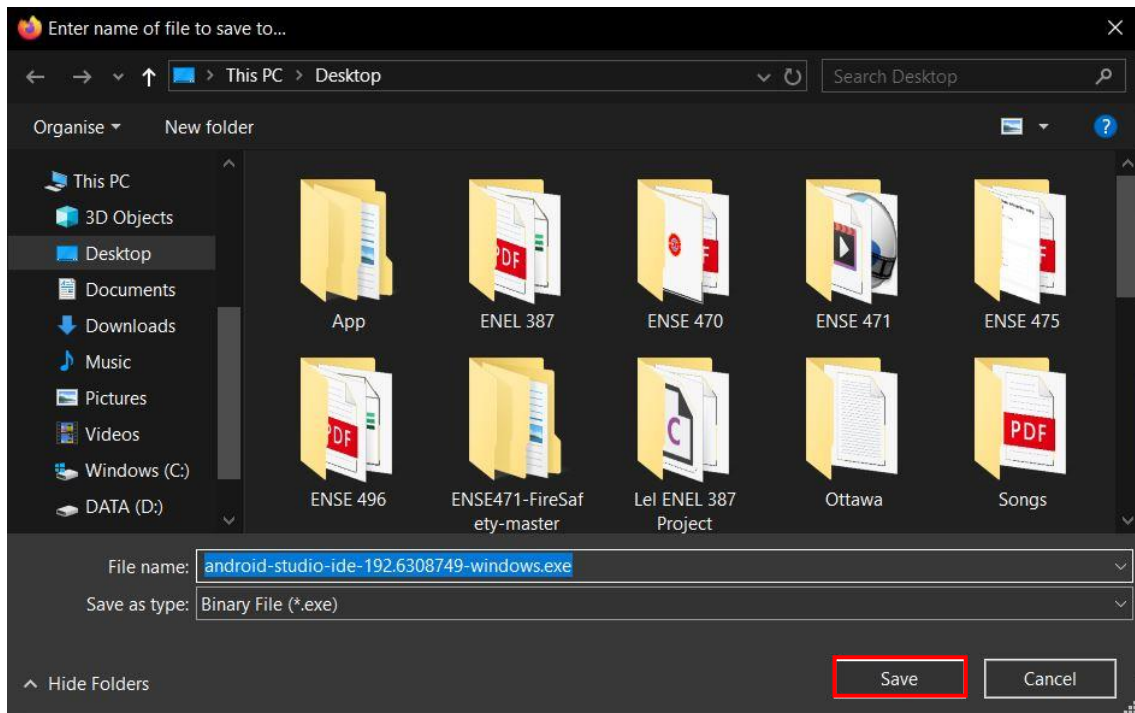 Enter name of file to save to...
This PC > Desktop
Search Desktop
Organise
New folder
?
This PC
3D Objects
Desktop
Documents
Downloads
Music
Pictures
Videos
Windows (C:)
DATA (D:)
App
PDF
ENEL 387
ENSE 470
ENSE 471
ENSE 475
PDF
ENSE 496
ENSE471-FireSaf
ety-master
C
Lel ENEL 387
Project
Ottawa
PDF
Songs
File name: android-studio-ide-192.6308749-windows.exe
Save as type: Binary File (*.exe)
Hide Folders
Save
Cancel